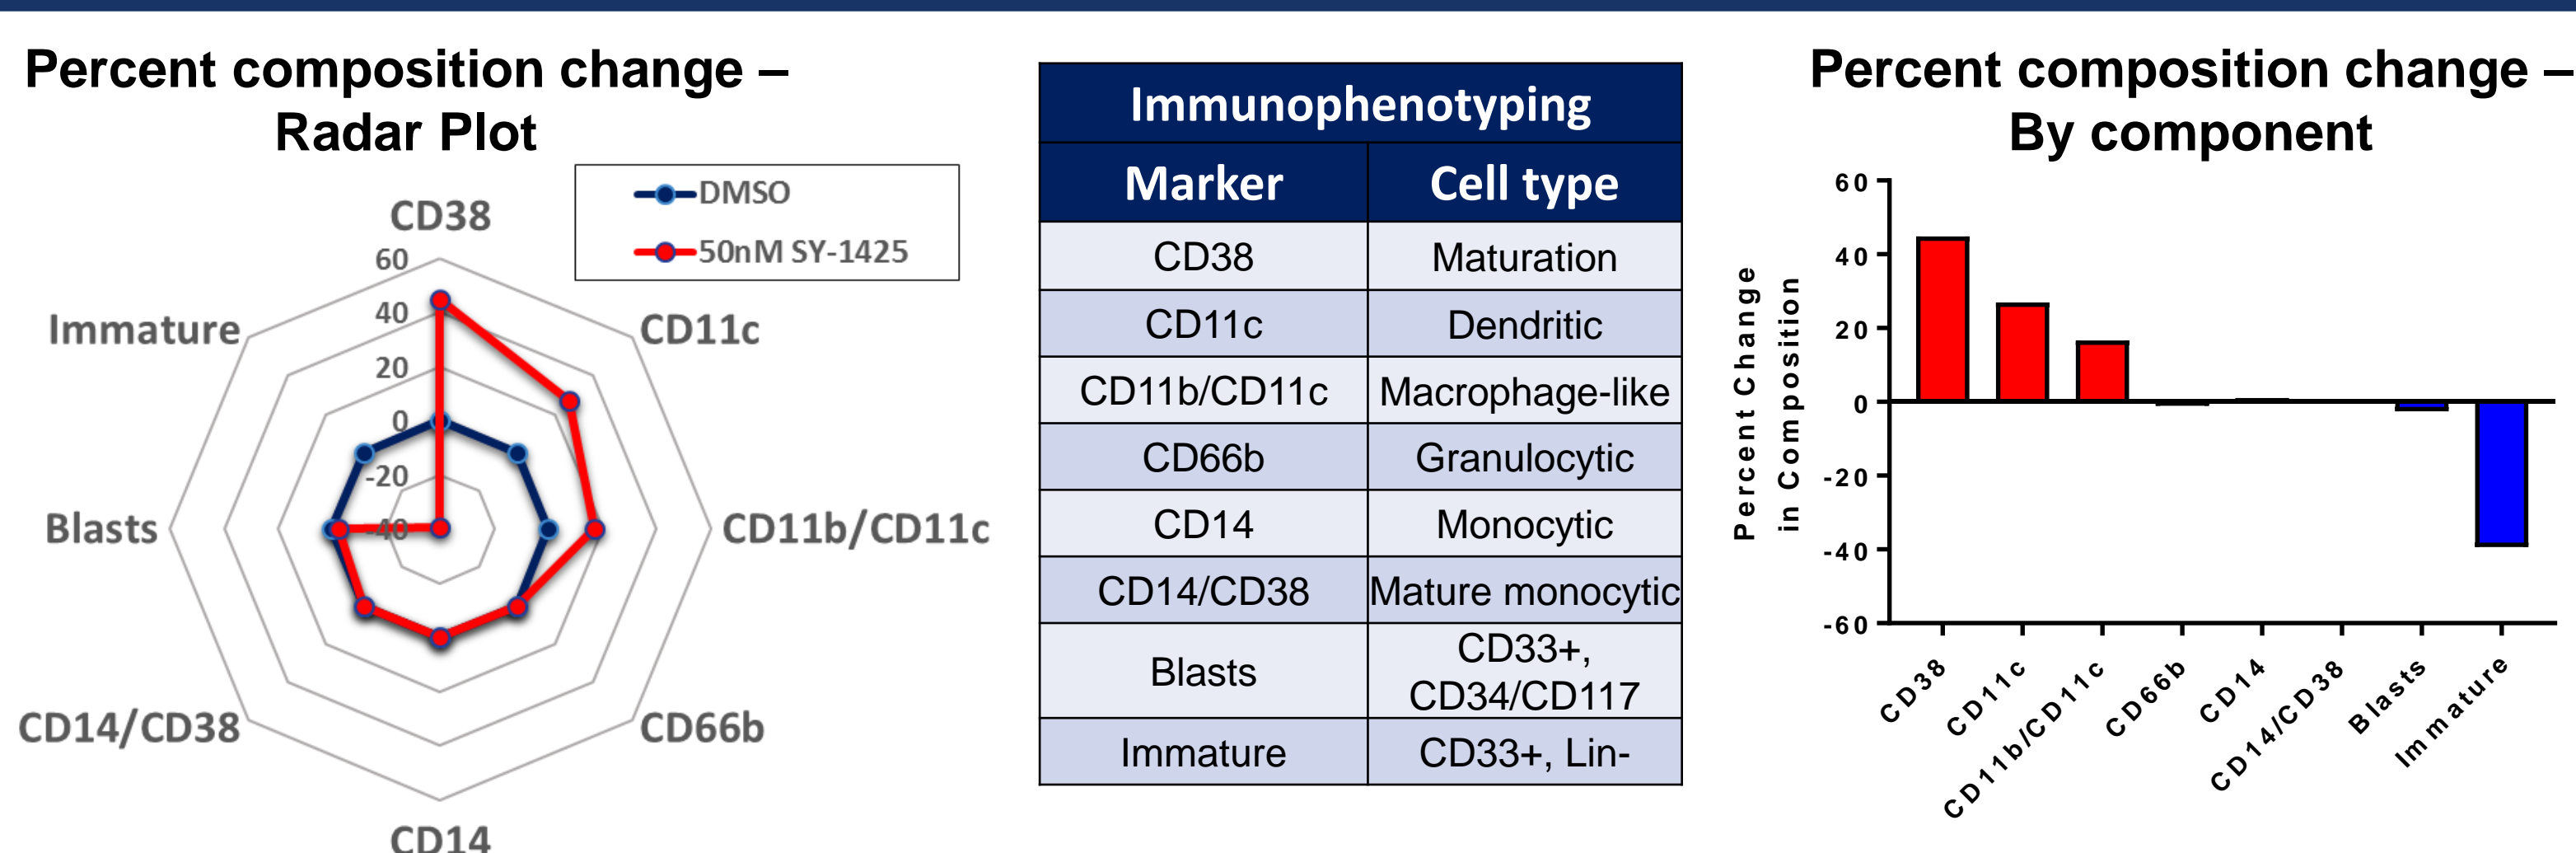 Percent composition change –
Radar Plot
DMSO
50nM SY-1425
CD38
60
40
20
0
-20
-40
Immature
CD11c
Blasts
CD11b/CD11c
CD14/CD38
CD66b
CD14
Immunophenotyping
Marker Cell type
CD38 Maturation
CD11c Dendritic
CD11b/CD11c Macrophage-like
CD66b Granulocytic
CD14 Monocytic
CD14/CD38 Mature monocytic
Blasts CD33+,
CD34/CD117
Immature CD33+, Lin-
Percent composition change –
By component
Percent Change
in Composition
60
40
20
0
-20
-40
-60
CD38
CD11c
CD11b/CD11c
CD66b
CD14
CD14/CD38
Blasts
Immature